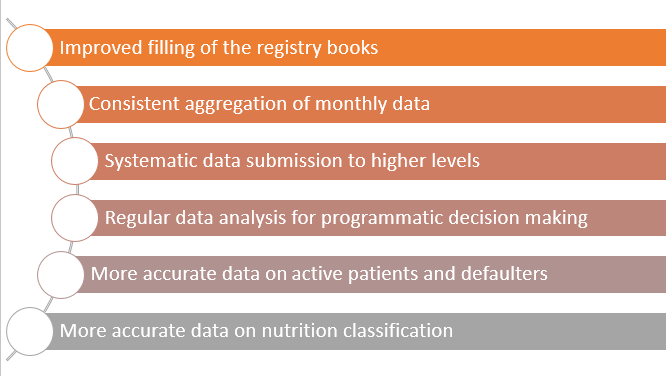 Improved filling of the registry books
Consistent aggregation of monthly data
Systematic data submission to higher levels
Regular data analysis for programmatic decision making
More accurate data on active patients and defaulters
More accurate data on nutrition classification